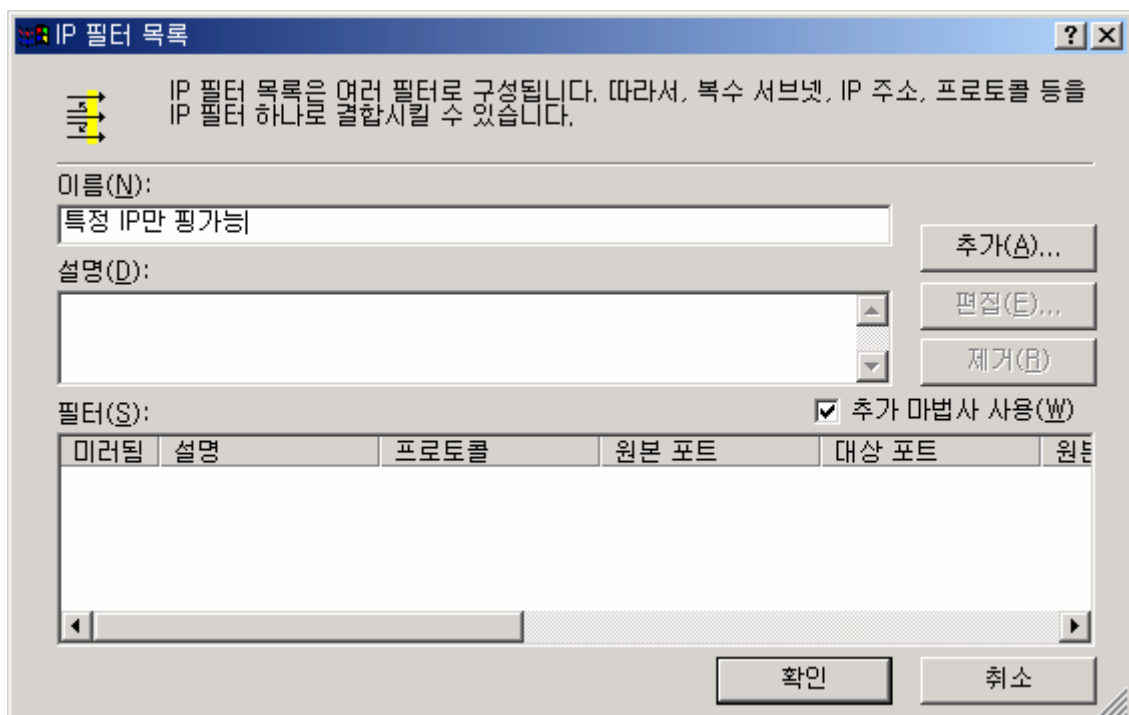 IP 필터 목록
IP 필터 목록은 여러 필터로 구성됩니다. 따라서, 복수 서브넷, IP 주소, 프로토콜 등을
IP 필터 하나로 결합시킬 수 있습니다.
이름(N):
특정 IP만 핑가능
추가(A)...
설명(D):
편집(E)...
제거(R)
필터(S):
추가 마법사 사용(W)
미러됨 설명 프로토콜 원본 포트 대상 포트 원본
확인 취소